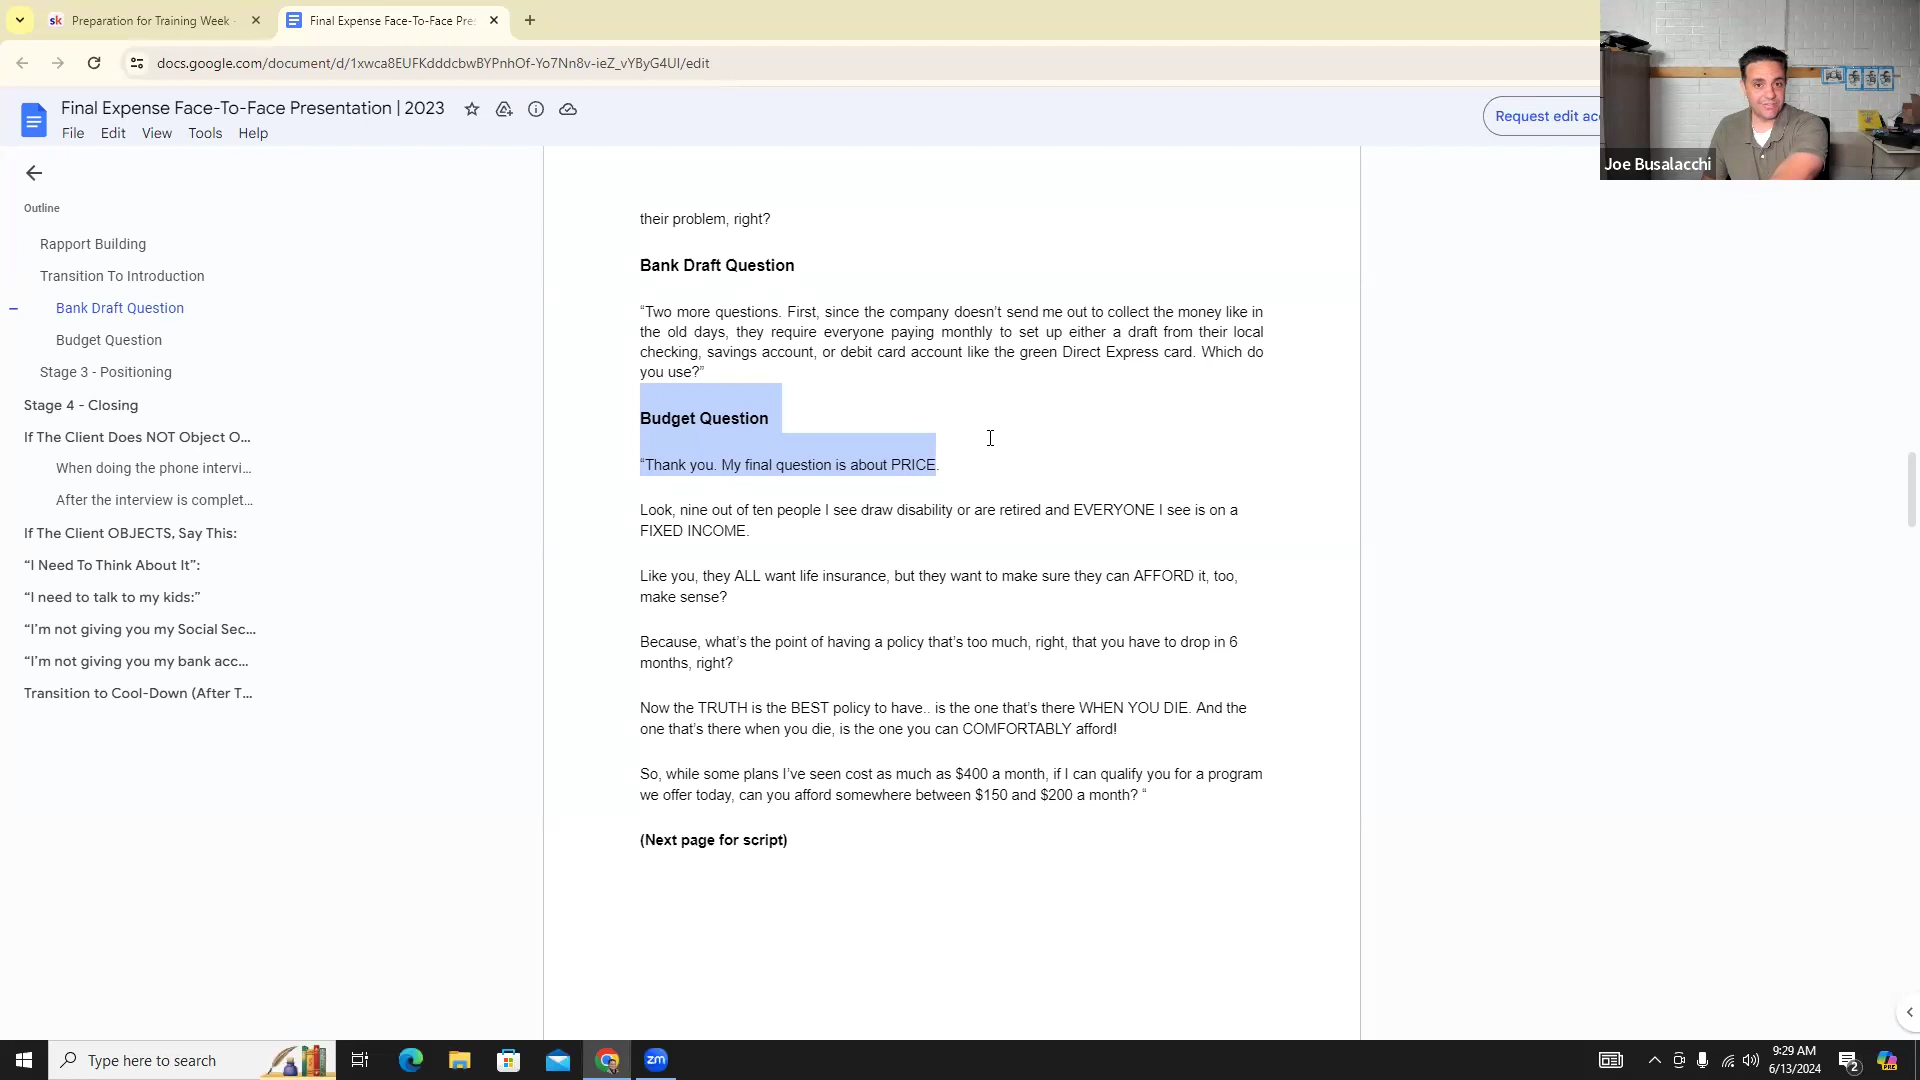 sk Preparation for Training Week
Final Expense Face-To-Face Pre
docs.google.com/document/d/1xwca8EUFKdddcbwBYPnhOf-Yo7Nn8v-ieZ_vYByG4UI/edit
Final Expense Face-To-Face Presentation | 2023
File Edit View Tools Help
Request edit acc
Joe Busalacchi
Outline
Rapport Building
Transition To Introduction
Bank Draft Question
Budget Question
Stage 3 - Positioning
Stage 4 - Closing
If The Client Does NOT Object O...
When doing the phone intervi...
After the interview is complet...
If The Client OBJECTS, Say This:
“I Need To Think About It”:
“I need to talk to my kids:”
“I’m not giving you my Social Sec...
“I’m not giving you my bank acc...
Transition to Cool-Down (After T...
their problem, right?
Bank Draft Question
“Two more questions. First, since the company doesn’t send me out to collect the money like in
the old days, they require everyone paying monthly to set up either a draft from their local
checking, savings account, or debit card account like the green Direct Express card. Which do
you use?”
Budget Question
“Thank you. My final question is about PRICE.
Look, nine out of ten people I see draw disability or are retired and EVERYONE I see is on a
FIXED INCOME.
Like you, they ALL want life insurance, but they want to make sure they can AFFORD it, too,
make sense?
Because, what’s the point of having a policy that’s too much, right, that you have to drop in 6
months, right?
Now the TRUTH is the BEST policy to have.. is the one that’s there WHEN YOU DIE. And the
one that’s there when you die, is the one you can COMFORTABLY afford!
So, while some plans I’ve seen cost as much as $400 a month, if I can qualify you for a program
we offer today, can you afford somewhere between $150 and $200 a month? “
(Next page for script)
Type here to search
zm
9:29 AM
6/13/2024
2
PRE